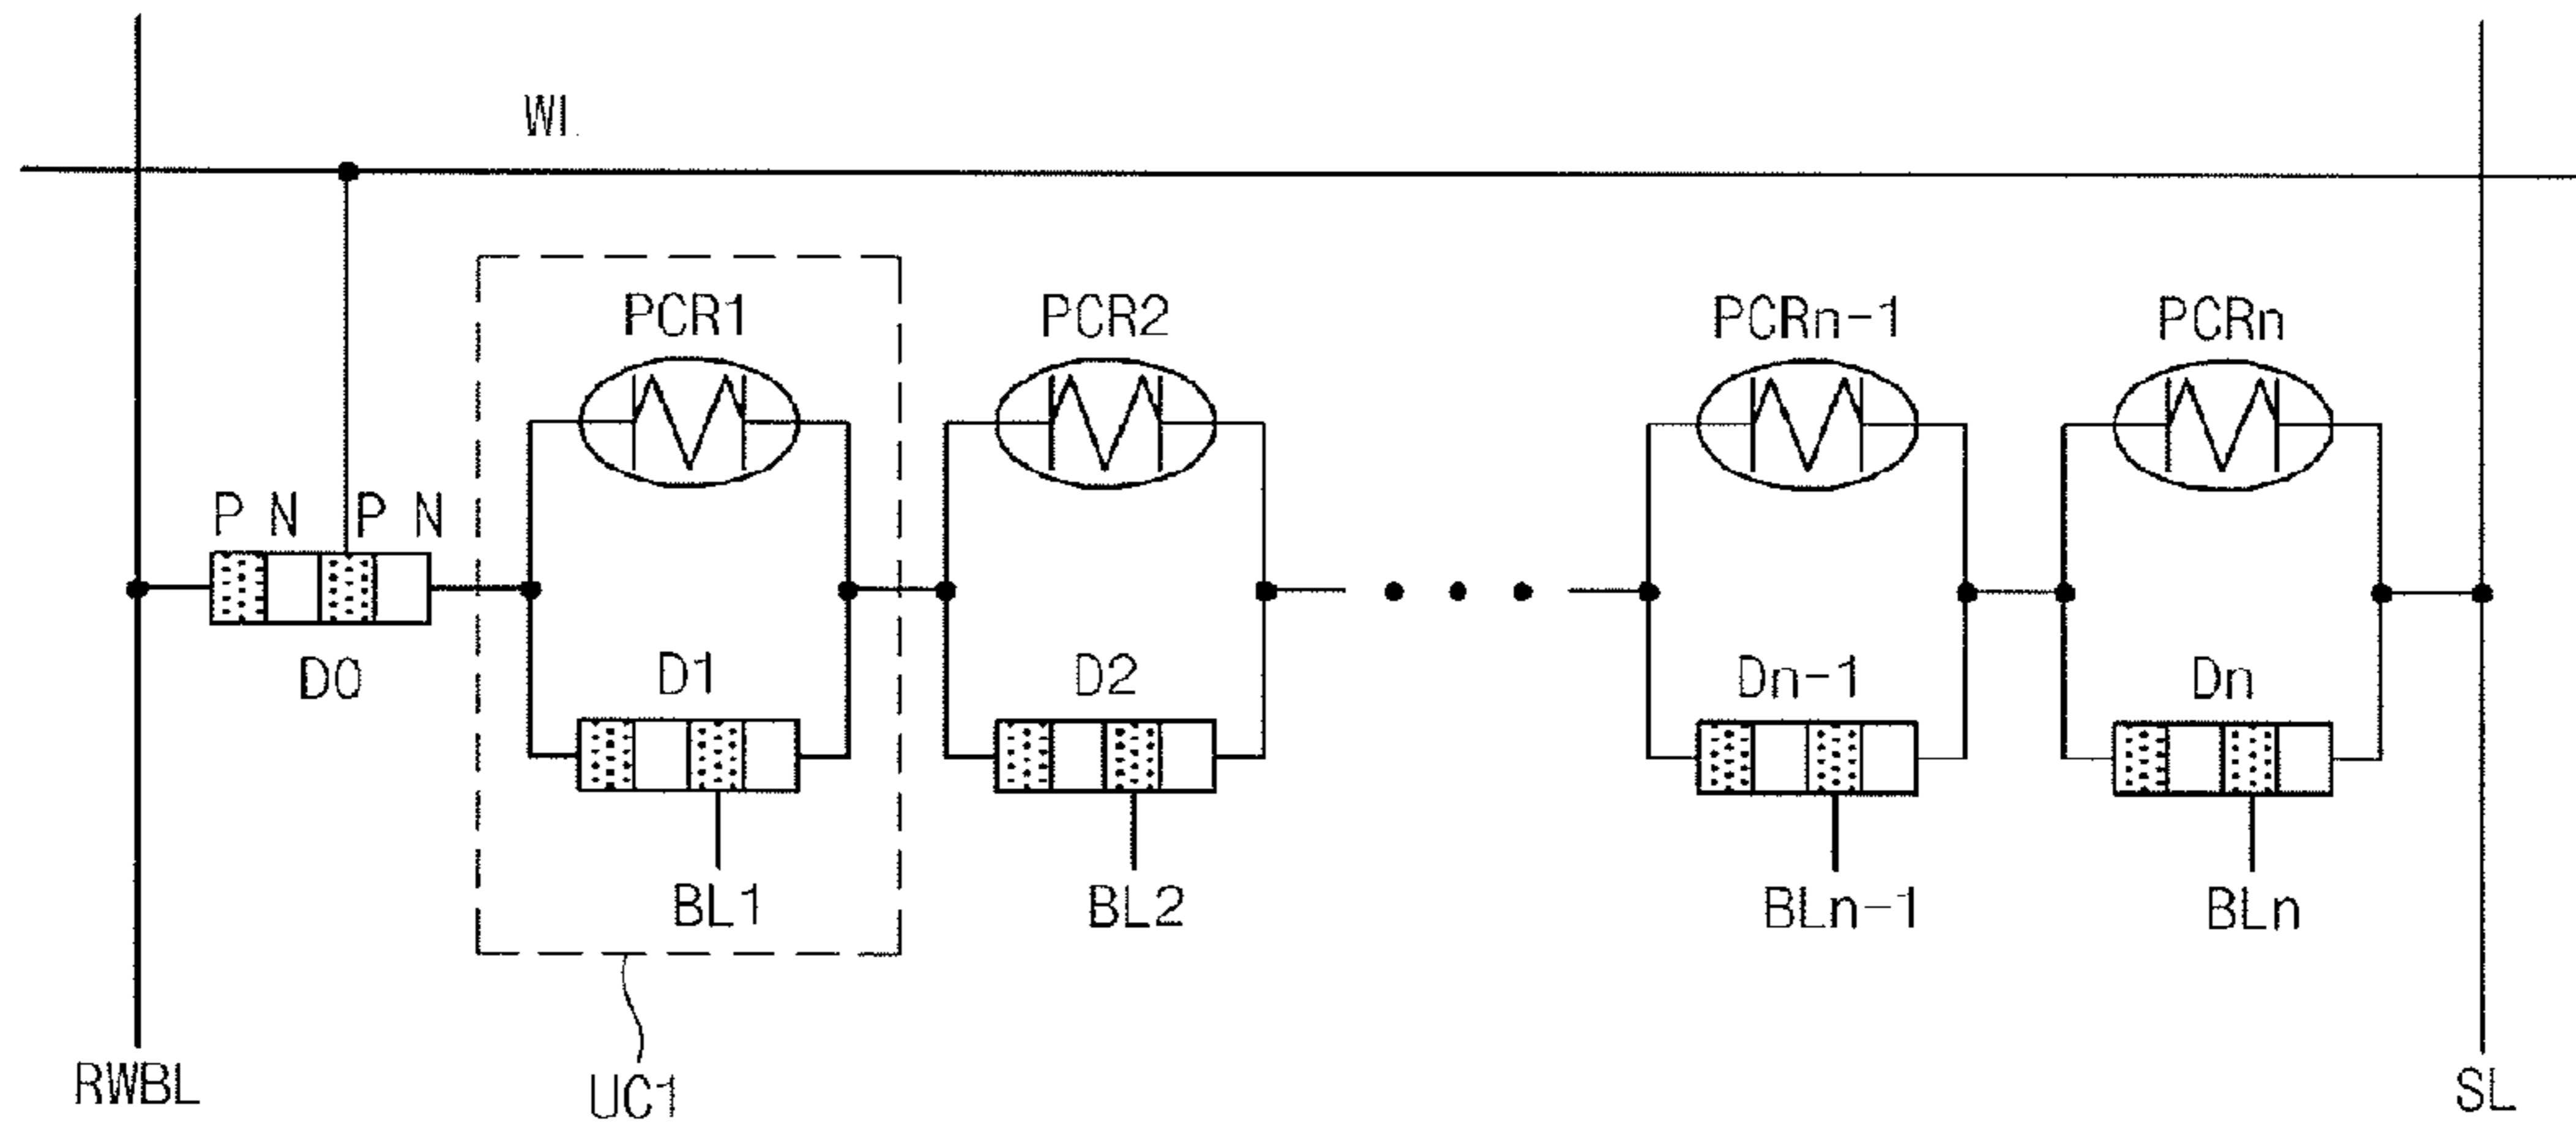 WL
PCR1 PCR2 PCRn-1 PCRn
P N P N
D0 D1 D2 Dn-1 Dn
BL1 BL2 BLn-1 BLn
RWBL UC1 SL